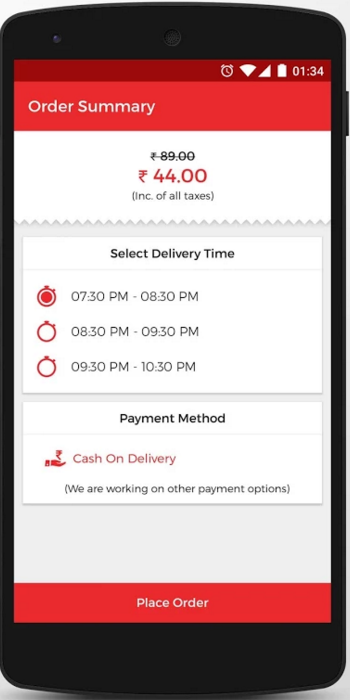 01:34
Order Summary
₹ 89.00
₹ 44.00
(Inc. of all taxes)
Select Delivery Time
07:30 PM - 08:30 PM
08:30 PM - 09:30 PM
09:30 PM - 10:30 PM
Payment Method
₹
Cash On Delivery
(We are working on other payment options)
Place Order